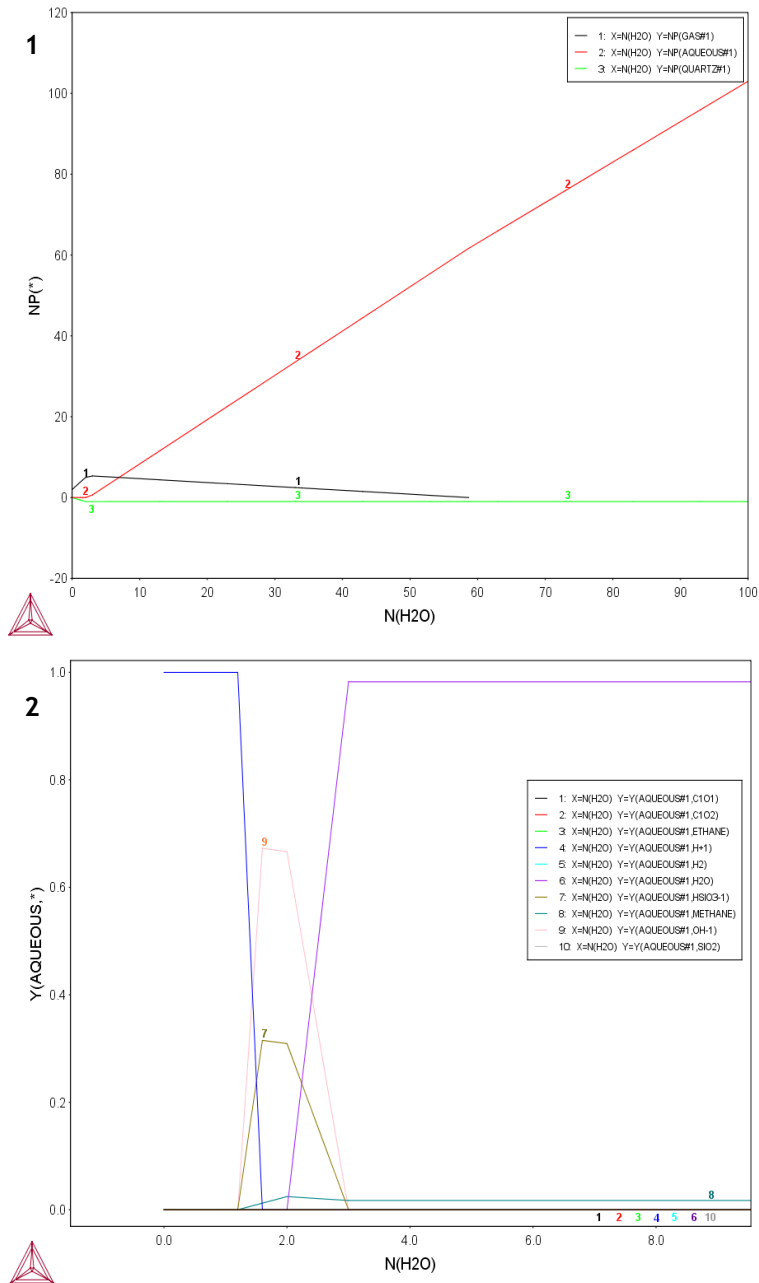 1
120
100
80
60
40
20
0
-20
NP(*)
1: X=N(H2O) Y=NP(GAS#1)
2: X=N(H2O) Y=NP(AQUEOUS#1)
3: X=N(H2O) Y=NP(QUARTZ#1)
2
2
1
1
2
3
3
3
0 10 20 30 40 50 60 70 80 90 100
N(H2O)
2
1.0
0.8
0.6
0.4
0.2
0.0
Y(AQUEOUS,*)
1: X=N(H2O) Y=Y(AQUEOUS#1,C1O1)
2: X=N(H2O) Y=Y(AQUEOUS#1,C1O2)
3: X=N(H2O) Y=Y(AQUEOUS#1,ETHANE)
4: X=N(H2O) Y=Y(AQUEOUS#1,H+1)
5: X=N(H2O) Y=Y(AQUEOUS#1,H2)
6: X=N(H2O) Y=Y(AQUEOUS#1,H2O)
7: X=N(H2O) Y=Y(AQUEOUS#1,HSIO3-1)
8: X=N(H2O) Y=Y(AQUEOUS#1,METHANE)
9: X=N(H2O) Y=Y(AQUEOUS#1,OH-1)
10: X=N(H2O) Y=Y(AQUEOUS#1,SIO2)
9
7
8
1 2 3 4 5 6 10
0.0 2.0 4.0 6.0 8.0
N(H2O)